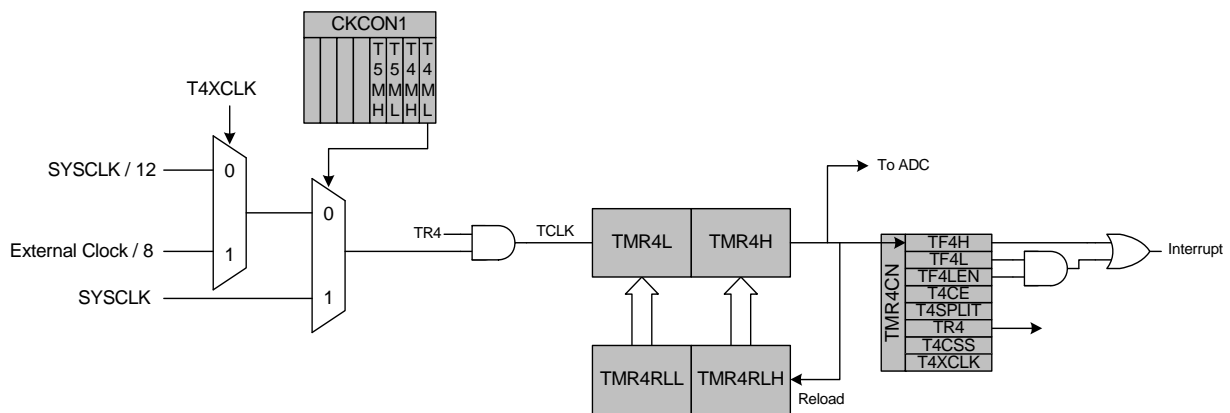 CKCON1
T5MH
T5ML
T4MH
T4ML
T4XCLK
SYSCLK / 12
0
External Clock / 8
1
SYSCLK
0
1
TR4
TCLK
TMR4L
TMR4H
To ADC
TMR4RLL
TMR4RLH
Reload
TMR4CN
TF4H
TF4L
TF4LEN
T4CE
T4SPLIT
TR4
T4CSS
T4XCLK
Interrupt